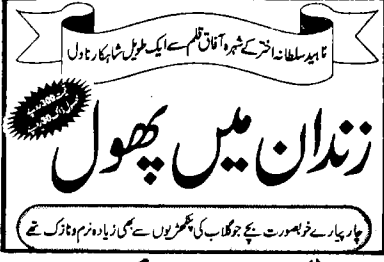 ناہید سلطانہ اختر کے شہرہ آفاق قلم سے ایک طویل شاہکار ناول
زندان میں پھول
چار پیارے خوبصورت بچے جو گلاب کی پنکھڑیوں سے بھی زیادہ نرم و نازک تھے